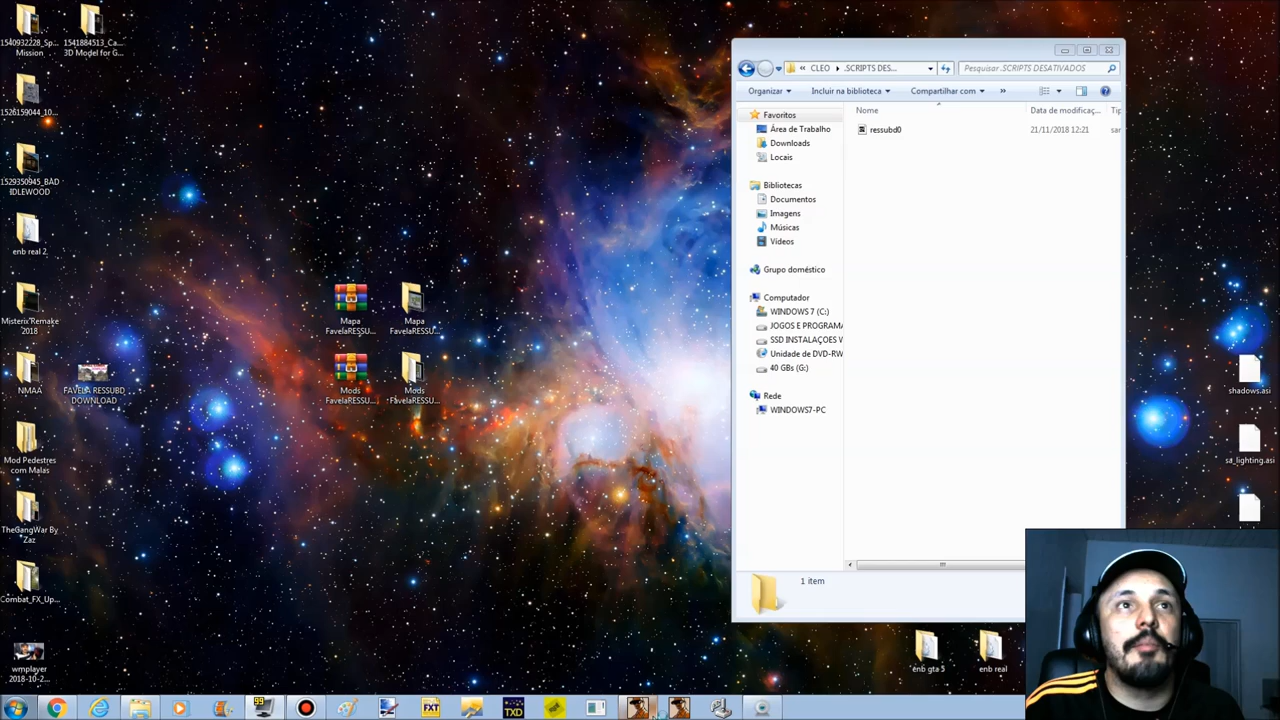 1540932228_Sp...
Mission
1541884513_Ca...
3D Model for G...
1526159044_10...
1529350945_BAD
IDLEWOOD
enb real 2
Misterix Remake
2018
NMAA
FAVELA RESSUBD
DOWNLOAD
Mod Pedestres
com Malas
TheGangWar By
Zaz
Combat_FX_Up...
wmplayer
2018-10-2...
Mapa
FavelaRESSU...
Mapa
FavelaRESSU...
Mods
FavelaRESSU...
Mods
FavelaRESSU...
« CLEO ▸ .SCRIPTS DES...
Pesquisar .SCRIPTS DESATIVADOS
Organizar
Incluir na biblioteca
Compartilhar com
»
Nome
Data de modificaç...
Tip
ressubd0
21/11/2018 12:21
sar
Favoritos
Área de Trabalho
Downloads
Locais
Bibliotecas
Documentos
Imagens
Músicas
Vídeos
Grupo doméstico
Computador
WINDOWS 7 (C:)
JOGOS E PROGRAMA
SSD INSTALAÇOES W
Unidade de DVD-RW
40 GBs (G:)
Rede
WINDOWS7-PC
1 item
shadows.asi
sa_lighting.asi
enb gta 5
enb real
99
FXT
TXD